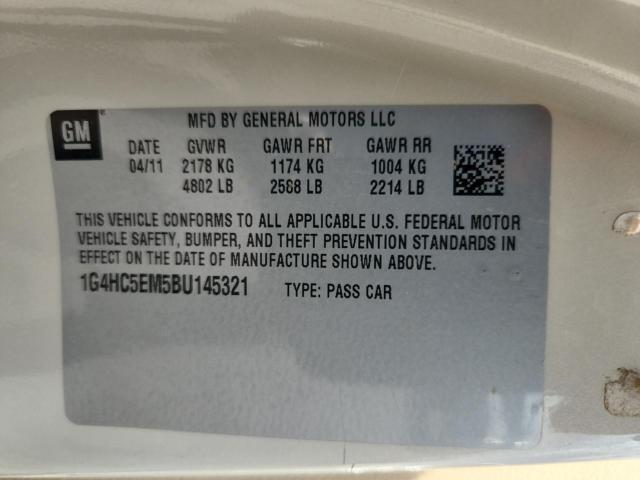 GM ®
MFD BY GENERAL MOTORS LLC
DATE GVWR GAWR FRT GAWR RR
04/11 2178 KG 1174 KG 1004 KG
4802 LB 2588 LB 2214 LB
THIS VEHICLE CONFORMS TO ALL APPLICABLE U.S. FEDERAL MOTOR
VEHICLE SAFETY, BUMPER, AND THEFT PREVENTION STANDARDS IN
EFFECT ON THE DATE OF MANUFACTURE SHOWN ABOVE.
1G4HC5EM5BU145321 TYPE: PASS CAR